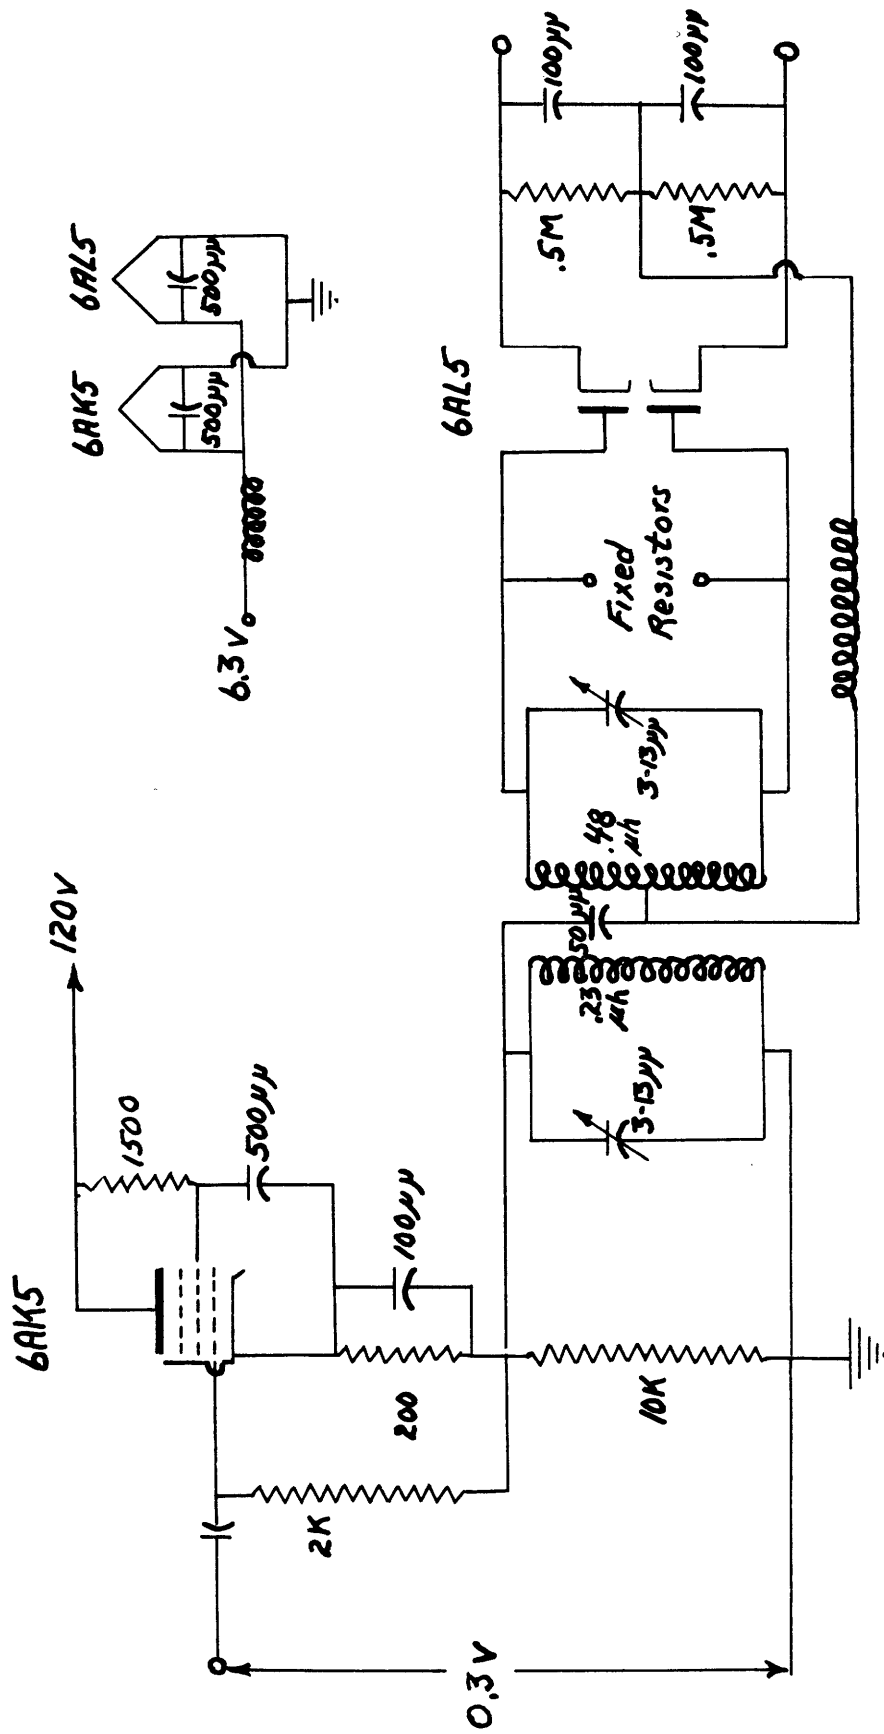 6AK5
120V
1500
500µµ
100µµ
200
2K
10K
0.3V
3-13µµ
.23
µh
50µµ
.48
µh
3-13µµ
Fixed
Resistors
6AL5
.5M
.5M
100µµ
100µµ
6.3V
6AK5
500µµ
6AL5
500µµ